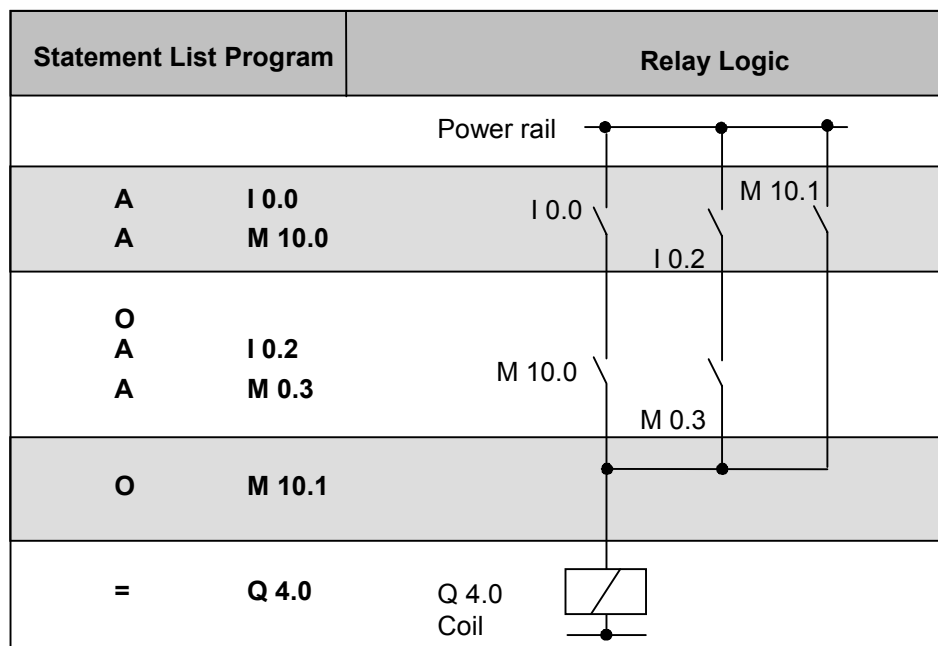 Statement List Program
Relay Logic
Power rail
A I 0.0
A M 10.0
I 0.0
M 10.1
I 0.2
O
A I 0.2
A M 0.3
M 10.0
M 0.3
O M 10.1
= Q 4.0
Q 4.0
Coil